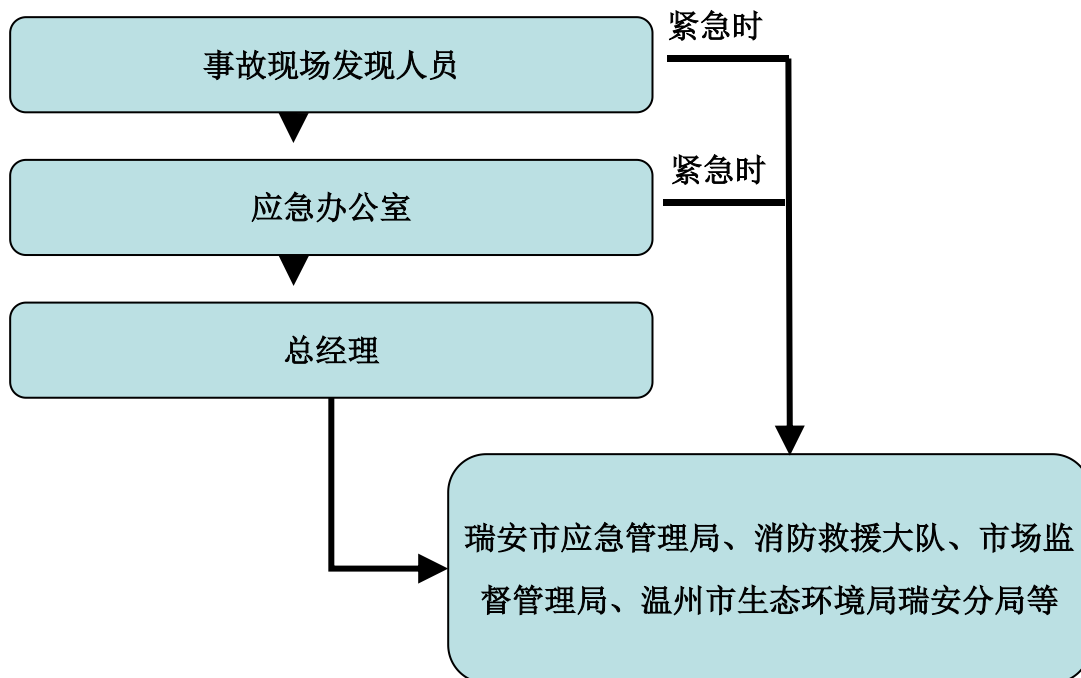 紧急时
事故现场发现人员
紧急时
应急办公室
总经理
瑞安市应急管理局、消防救援大队、市场监
督管理局、温州市生态环境局瑞安分局等